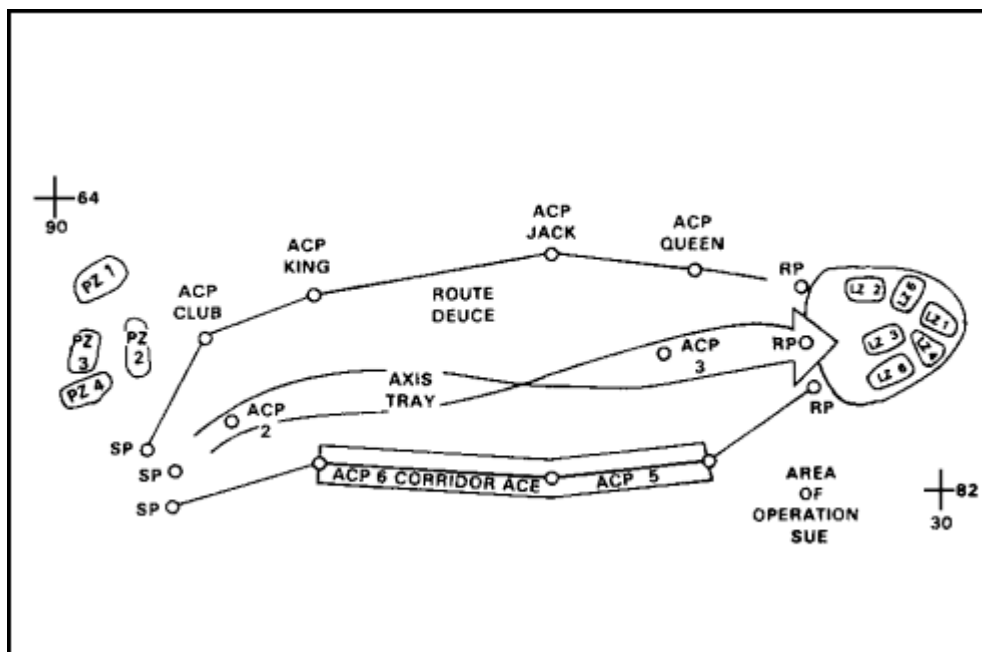 64
90
PZ 1
PZ
3
PZ
2
PZ 4
ACP
CLUB
ACP
KING
ACP
JACK
ACP
QUEEN
ROUTE
DEUCE
RP
LZ 2
LZ 5
LZ 1
LZ 3
LZ 4
LZ 6
ACP
3
RP
RP
AXIS
TRAY
ACP
2
SP
SP
SP
ACP 6 CORRIDOR ACE
ACP 5
AREA
OF
OPERATION
SUE
82
30